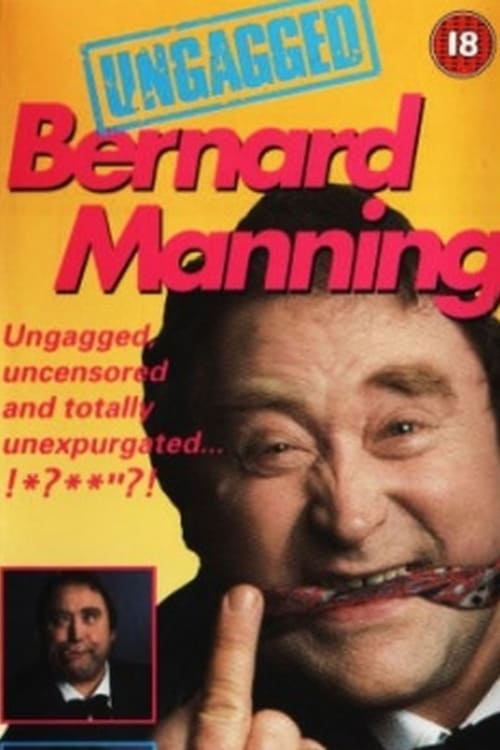 UNGAGGED
18
Bernard
Manning
Ungagged,
uncensored
and totally
unexpurgated...
!*?**"?!